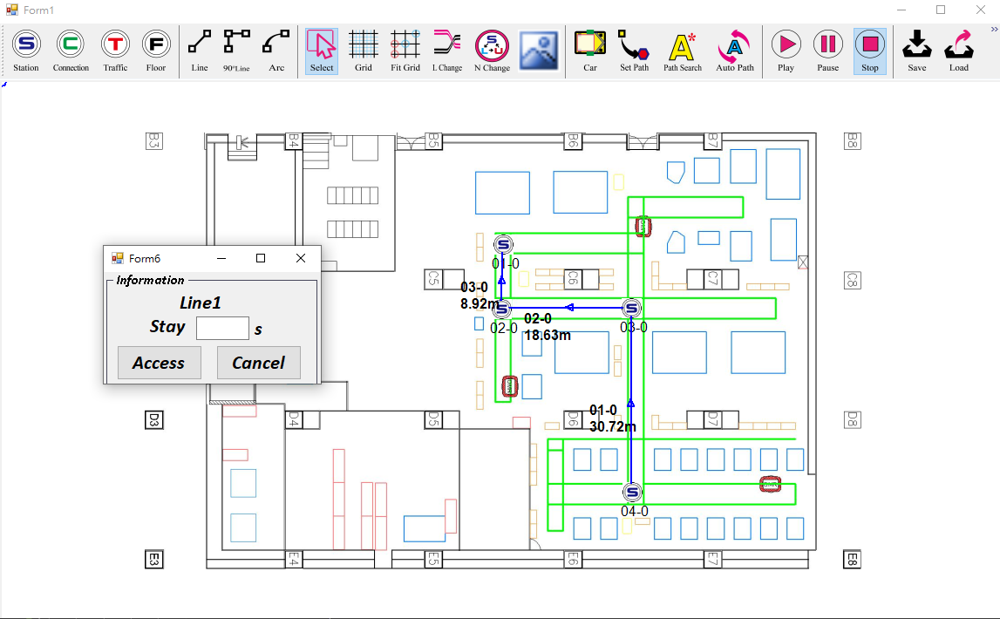 Form1
S C T F
S L U
A A
Station Connection Traffic Floor Line 90°Line Arc Select Grid Fit Grid L Change N Change Car Set Path Path Search Auto Path Play Pause Stop Save Load
B3 B4 B5 B6 B7 B8
S
01-0
Form6
Information
Line1
Stay s
Access Cancel
C5 C6 C7 C8
03-0
8.92m
S S
02-0 03-0
02-0
18.63m
01-0
30.72m
D3 D4 D5 D6 D7 D8
S
04-0
E3 E4 E5 E6 E7 E8